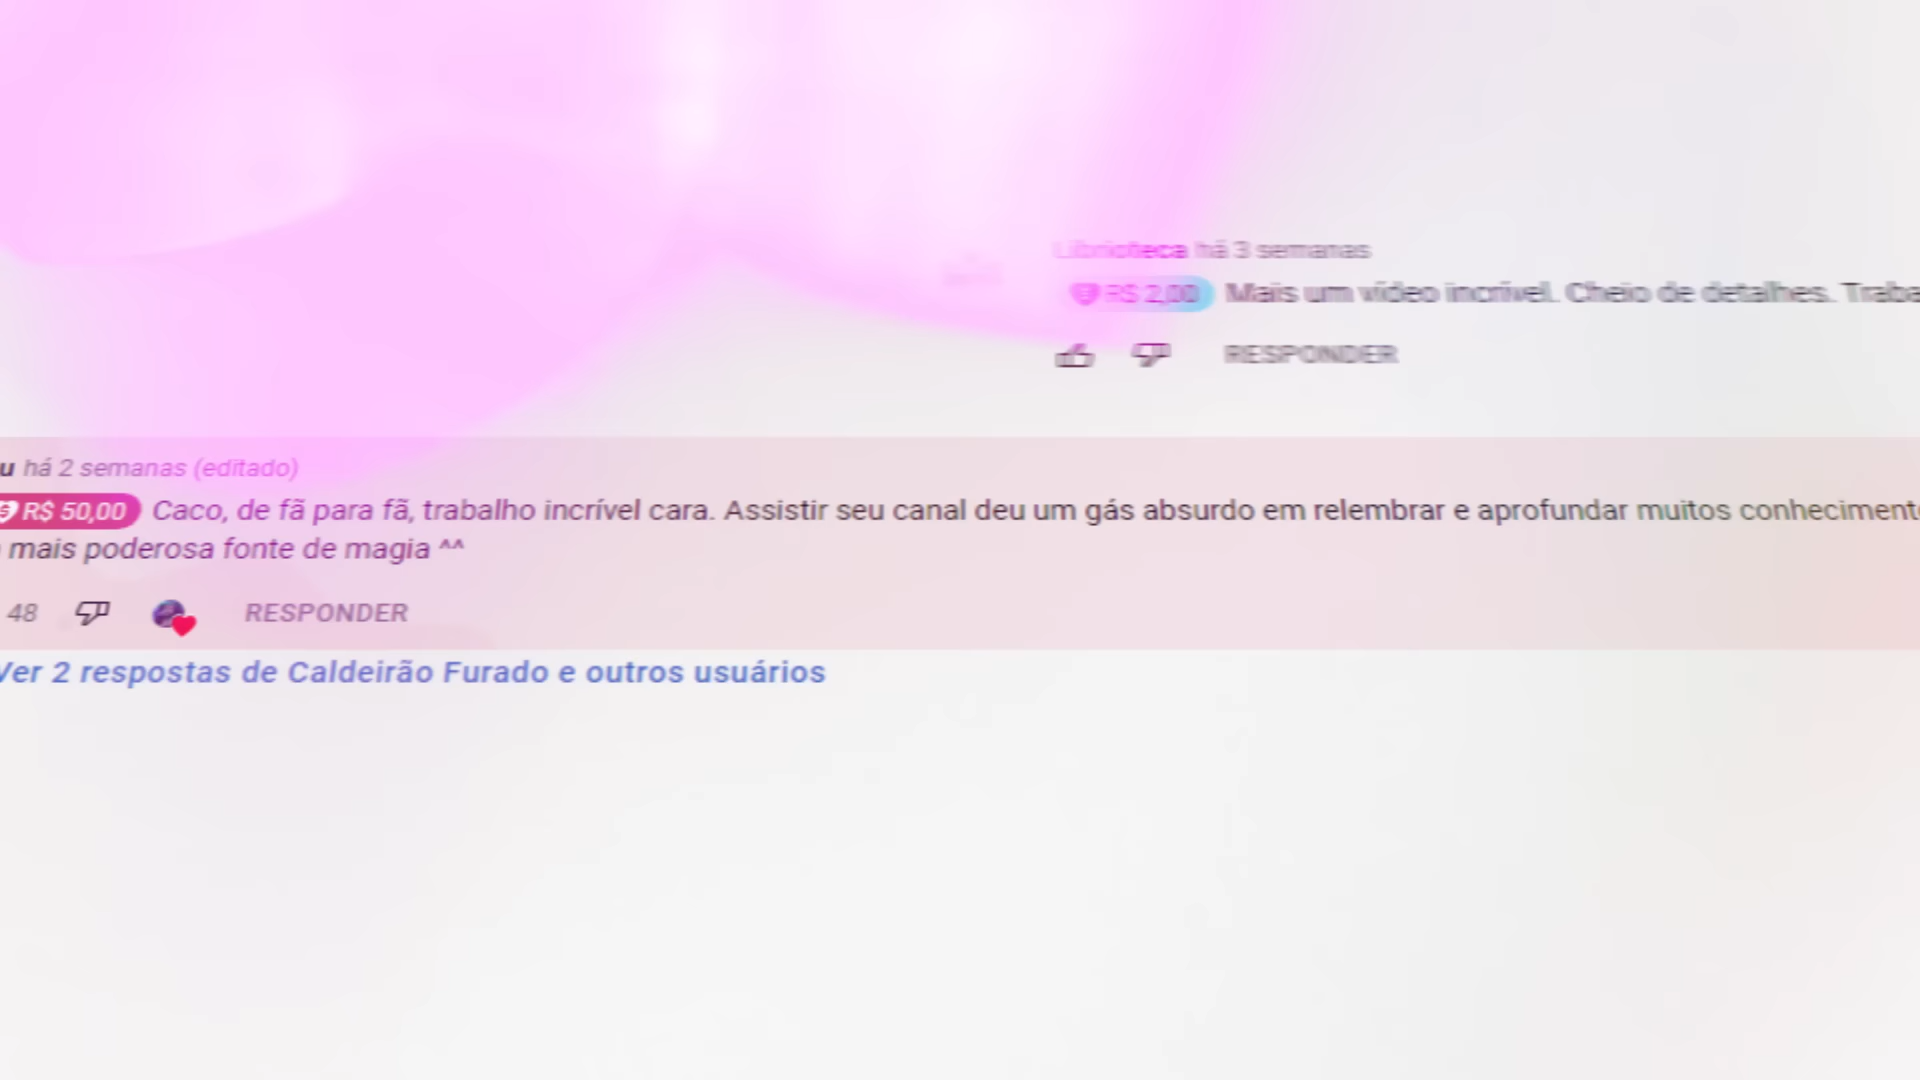 há 3 semanas
R$ 2,00 Mais um vídeo incrível. Cheio de detalhes.
RESPONDER
há 2 semanas (editado)
R$ 50,00 Caco, de fã para fã, trabalho incrível cara. Assistir seu canal deu um gás absurdo em relembrar e aprofundar muitos
mais poderosa fonte de magia ^^
48 RESPONDER
Ver 2 respostas de Caldeirão Furado e outros usuários